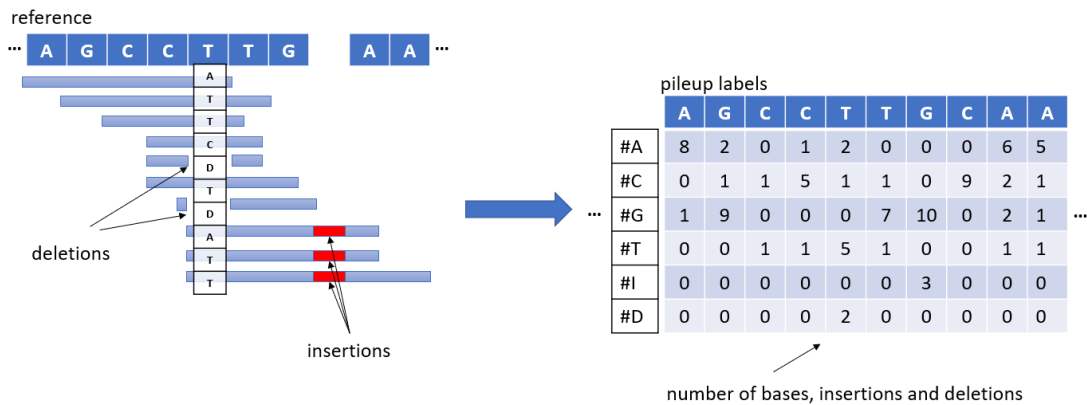 reference
... A G C C T T G A A ...
A
T
T
C
D
T
D
A
T
T
deletions
insertions
pileup labels
A G C C T T G C A A
#A 8 2 0 1 2 0 0 0 6 5
#C 0 1 1 5 1 1 0 9 2 1
... #G 1 9 0 0 0 7 10 0 2 1 ...
#T 0 0 1 1 5 1 0 0 1 1
#I 0 0 0 0 0 0 3 0 0 0
#D 0 0 0 0 2 0 0 0 0 0
number of bases, insertions and deletions